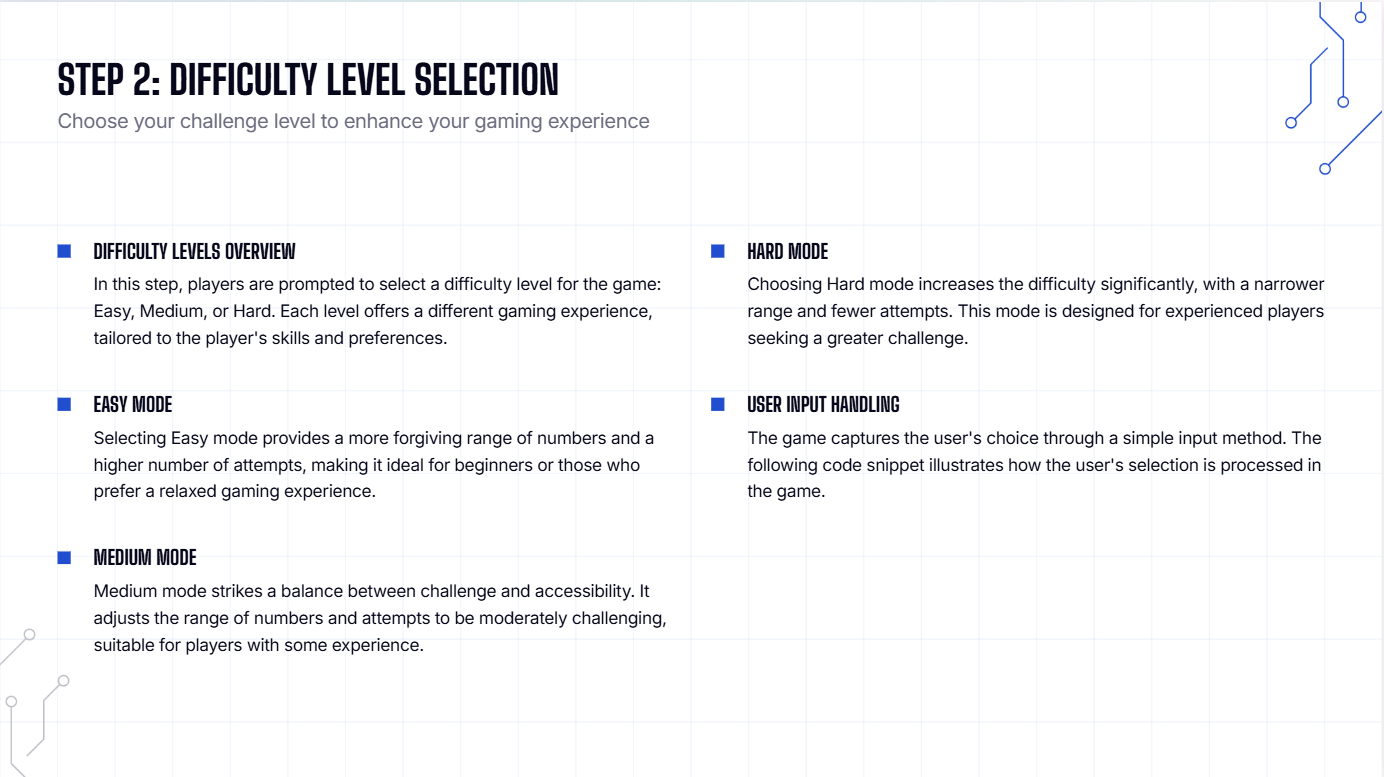 STEP 2: DIFFICULTY LEVEL SELECTION
Choose your challenge level to enhance your gaming experience
DIFFICULTY LEVELS OVERVIEW
In this step, players are prompted to select a difficulty level for the game:
Easy, Medium, or Hard. Each level offers a different gaming experience,
tailored to the player's skills and preferences.
EASY MODE
Selecting Easy mode provides a more forgiving range of numbers and a
higher number of attempts, making it ideal for beginners or those who
prefer a relaxed gaming experience.
MEDIUM MODE
Medium mode strikes a balance between challenge and accessibility. It
adjusts the range of numbers and attempts to be moderately challenging,
suitable for players with some experience.
HARD MODE
Choosing Hard mode increases the difficulty significantly, with a narrower
range and fewer attempts. This mode is designed for experienced players
seeking a greater challenge.
USER INPUT HANDLING
The game captures the user's choice through a simple input method. The
following code snippet illustrates how the user's selection is processed in
the game.